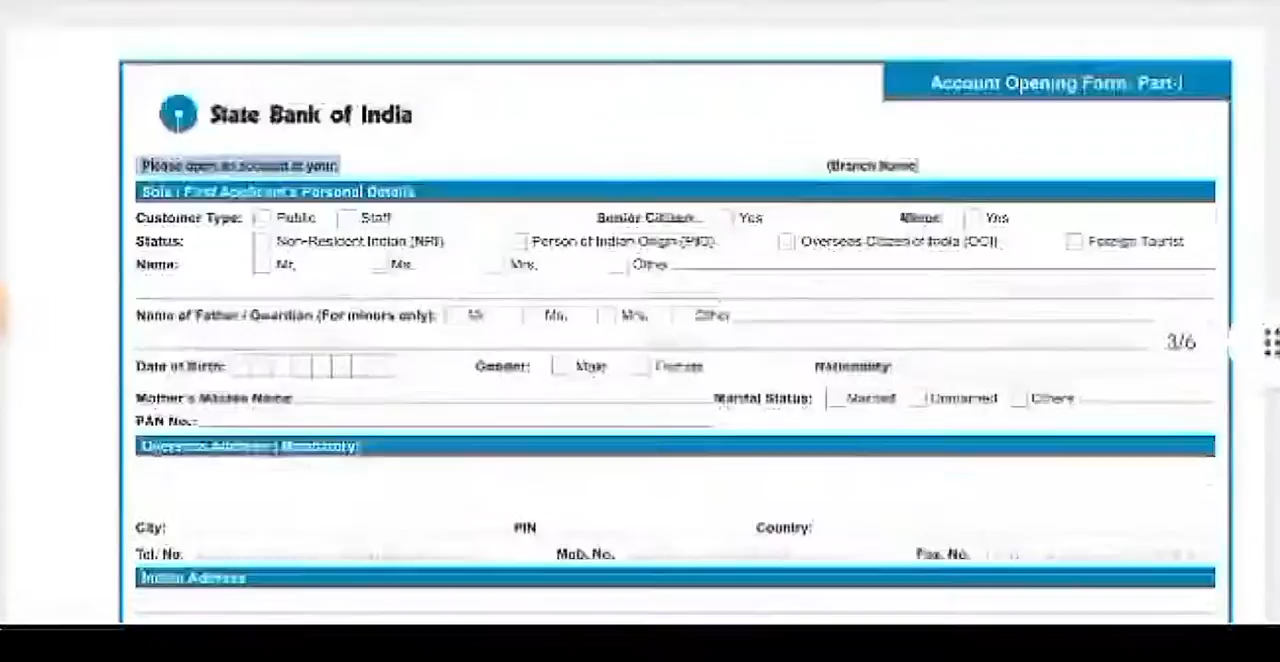 Account Opening Form Part-I
State Bank of India
Please open an account at your (Branch Name)
Sole / First Applicant's Personal Details
Customer Type: Public Staff Senior Citizen: Yes Minor: Yes
Status: Non-Resident Indian (NRI) Person of Indian Origin (PIO) Overseas Citizen of India (OCI) Foreign Tourist
Name: Mr. Ms. Mrs. Other
Name of Father / Guardian (For minors only): Mr. Ms. Mrs. Other
3/6
Date of Birth: Gender: Male Female Nationality:
Mother's Maiden Name Marital Status: Married Unmarried Others
PAN No.:
Overseas Address (Mandatory)
City: PIN Country:
Tel. No. Mob. No. Fax. No.
Indian Address